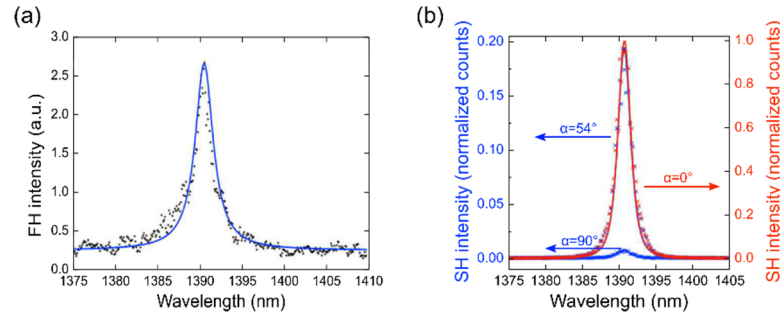 (a)
FH intensity (a.u.)
3.0
2.5
2.0
1.5
1.0
0.5
0.0
1375 1380 1385 1390 1395 1400 1405 1410
Wavelength (nm)
(b)
SH intensity (normalized counts)
0.20
0.15
0.10
0.05
0.00
α=54°
α=0°
α=90°
1.0
0.8
0.6
0.4
0.2
0.0
SH intensity (normalized counts)
1375 1380 1385 1390 1395 1400 1405
Wavelength (nm)